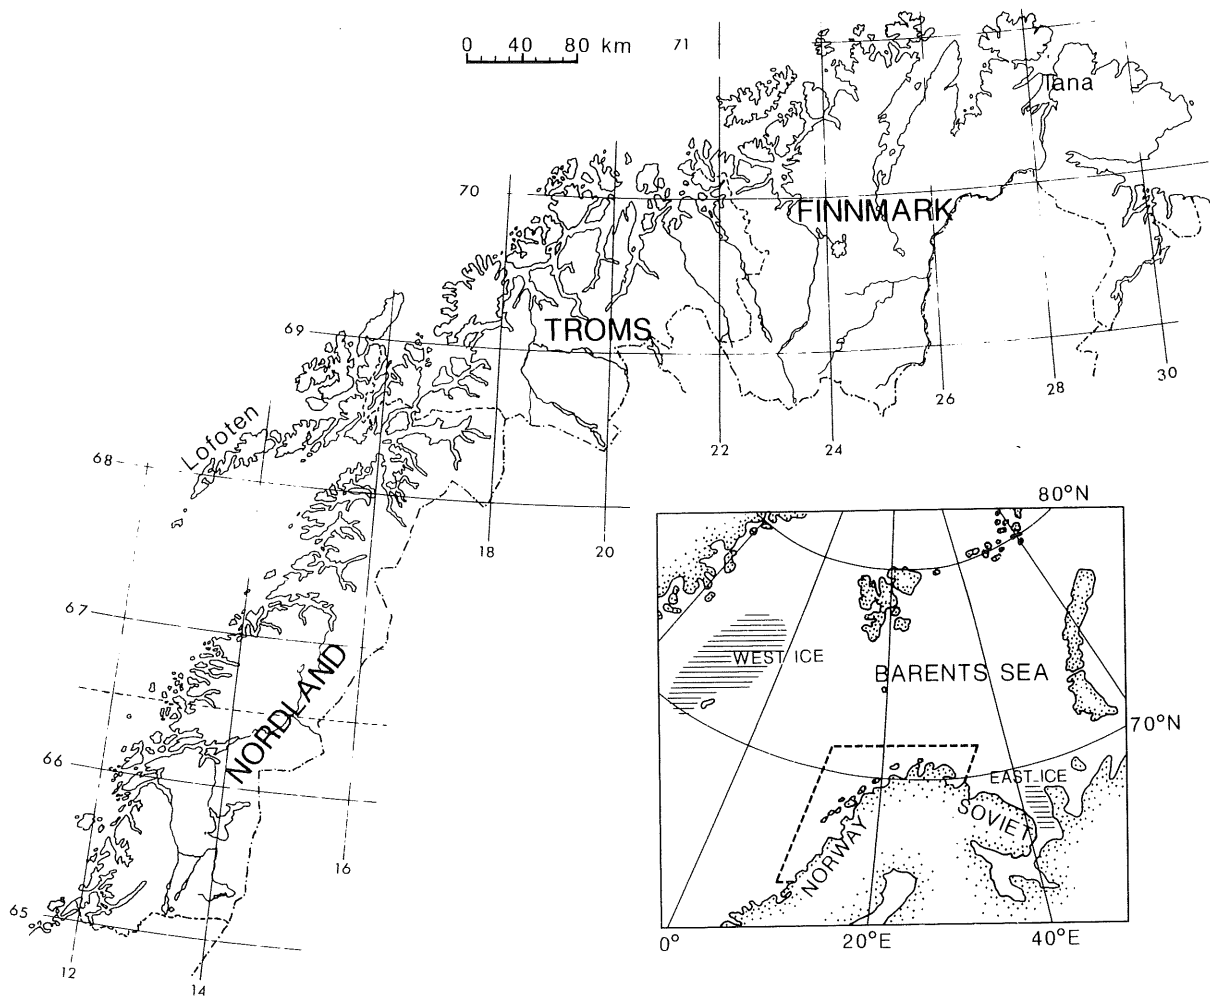 0 40 80 km
71
Tana
70
FINNMARK
69
TROMS
30
28
26
Lofoten
24
22
68
80°N
20
18
67
WEST ICE
BARENTS SEA
NORDLAND
70°N
66
EAST ICE
SOVIET
NORWAY
16
65
0°
20°E
40°E
12
14